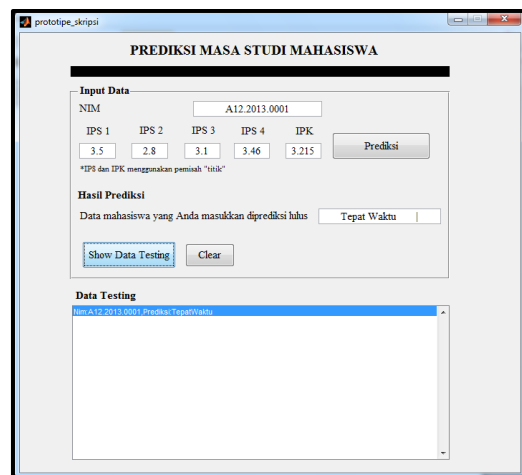 prototipe_skripsi
PREDIKSI MASA STUDI MAHASISWA
Input Data
NIM A12.2013.0001
IPS 1 IPS 2 IPS 3 IPS 4 IPK
3.5 2.8 3.1 3.46 3.215 Prediksi
*IPS dan IPK menggunakan pemisah "titik"
Hasil Prediksi
Data mahasiswa yang Anda masukkan diprediksi lulus Tepat Waktu
Show Data Testing Clear
Data Testing
Nim:A12.2013.0001,Prediksi:TepatWaktu